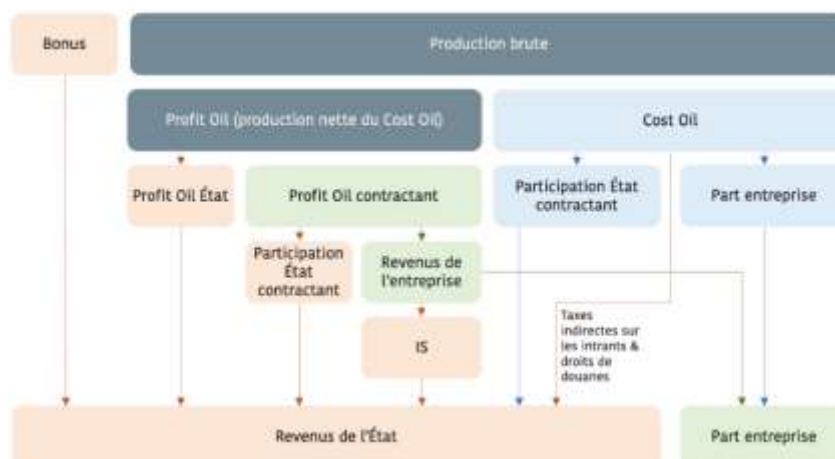 Bonus
Production brute
Profit Oil (production nette du Cost Oil)
Cost Oil
Profit Oil État
Profit Oil contractant
Participation État
contractant
Part entreprise
Participation
État
contractant
Revenus de
l'entreprise
IS
Taxes
indirectes sur
les intrants &
droits de
douanes
Revenus de l'État
Part entreprise